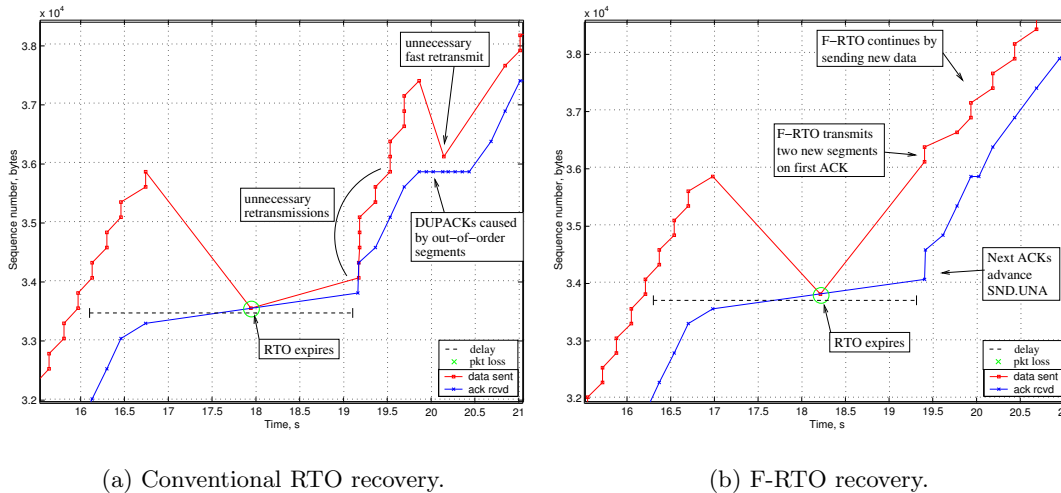 x 10⁴
3.8
3.7
3.6
3.5
3.4
3.3
3.2
Sequence number, bytes
16
16.5
17
17.5
18
18.5
19
19.5
20
20.5
21
Time, s
unnecessary
fast retransmit
unnecessary
retransmissions
DUPACKs caused
by out−of−order
segments
RTO expires
delay
pkt loss
data sent
ack rcvd
(a) Conventional RTO recovery.
x 10⁴
3.8
3.7
3.6
3.5
3.4
3.3
3.2
Sequence number, bytes
16
16.5
17
17.5
18
18.5
19
19.5
20
20.5
2
Time, s
F−RTO continues by
sending new data
F−RTO transmits
two new segments
on first ACK
Next ACKs
advance
SND.UNA
RTO expires
delay
pkt loss
data sent
ack rcvd
(b) F-RTO recovery.